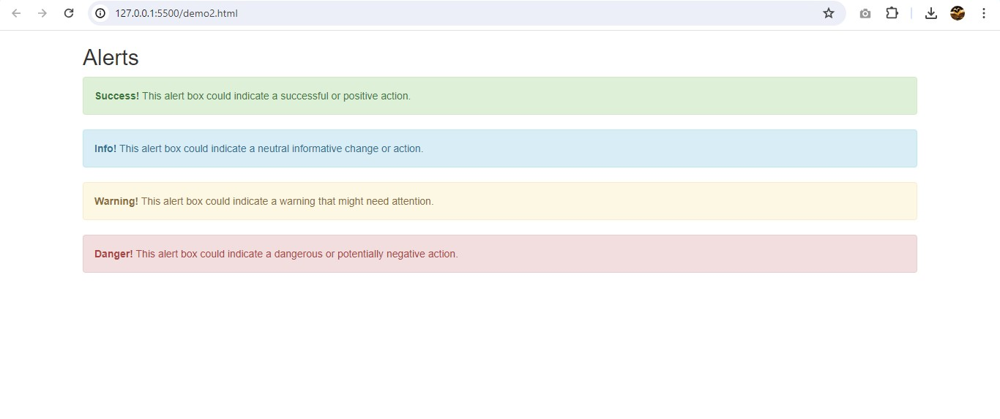 127.0.0.1:5500/demo2.html
Alerts
Success! This alert box could indicate a successful or positive action.
Info! This alert box could indicate a neutral informative change or action.
Warning! This alert box could indicate a warning that might need attention.
Danger! This alert box could indicate a dangerous or potentially negative action.